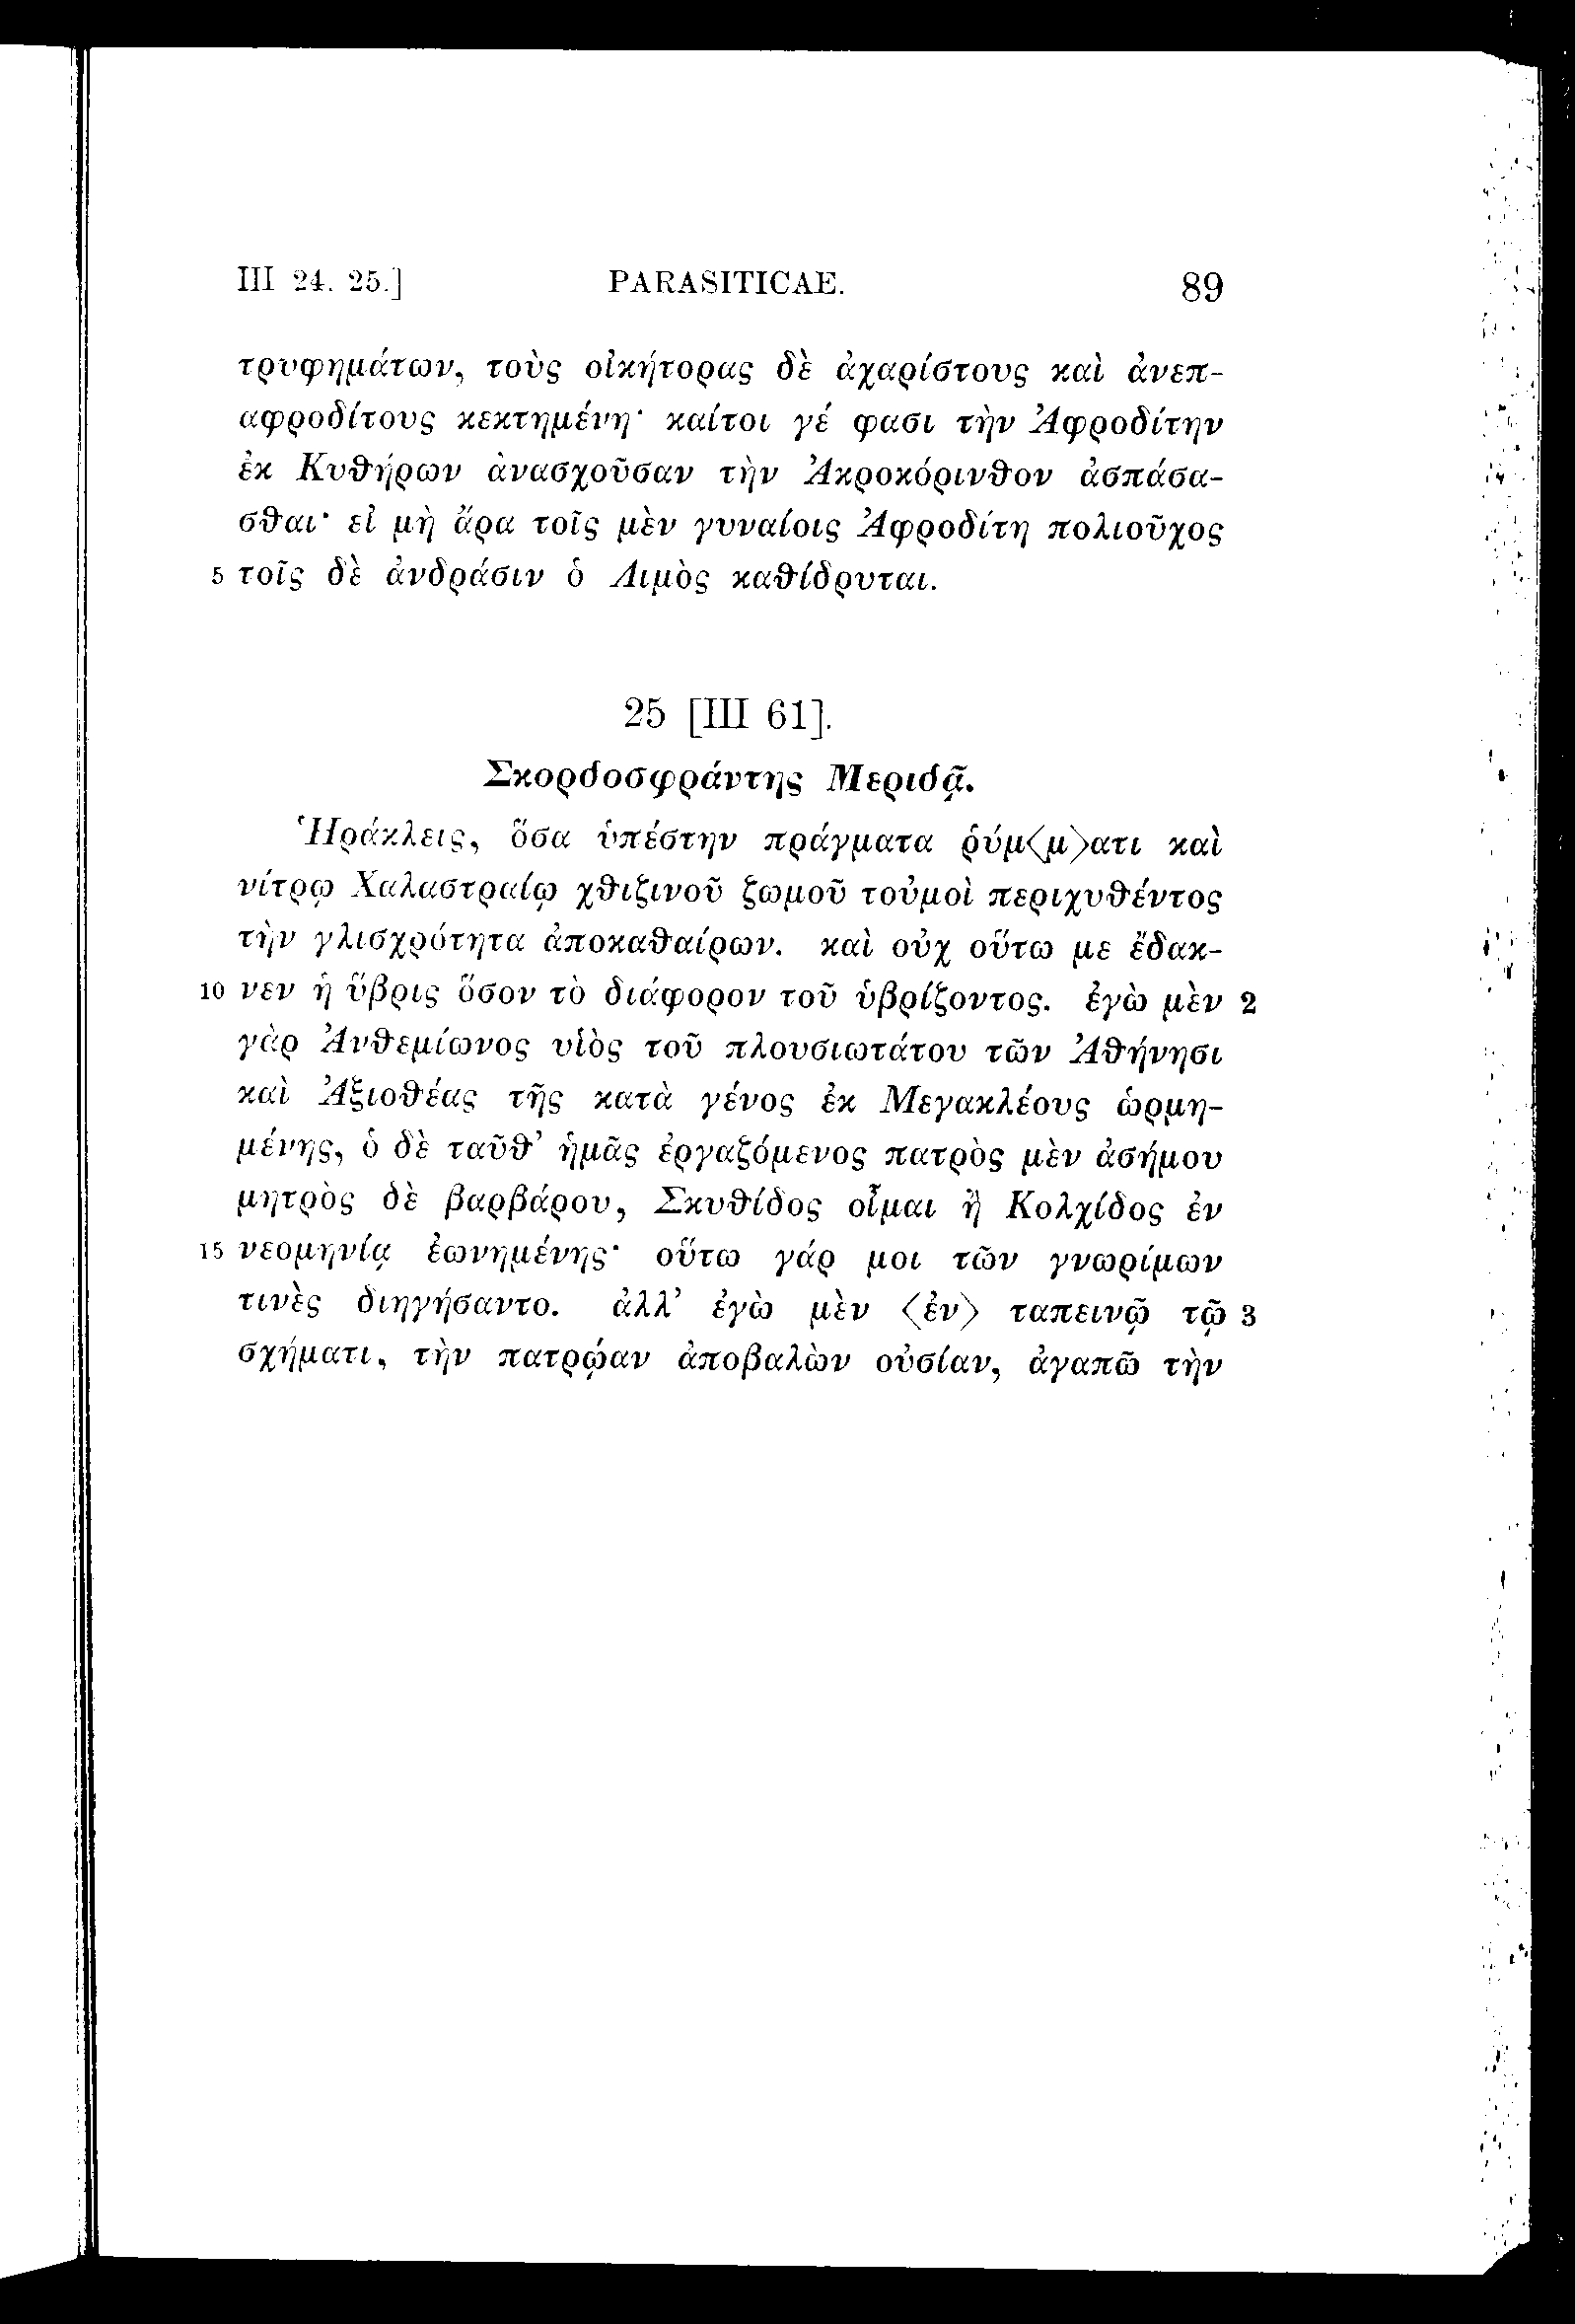 III 24. 25.] PARASITICAE. 89
τρυφημάτων, τοὺς οἰκήτορας δὲ ἀχαρίστους καὶ ἀνεπ-
αφροδίτους κεκτημένη· καίτοι γέ φασι τὴν Ἀφροδίτην
ἐκ Κυθήρων ἀνασχοῦσαν τὴν Ἀκροκόρινθον ἀσπάσα-
σθαι· εἰ μὴ ἄρα τοῖς μὲν γυναίοις Ἀφροδίτη πολιοῦχος
5 τοῖς δὲ ἀνδράσιν ὁ Λιμὸς καθίδρυται.
25 [III 61].
Σκορδοσφράντης Μεριδᾷ.
Ἡράκλεις, ὅσα ὑπέστην πράγματα ῥύμ⟨μ⟩ατι καὶ
νίτρῳ Χαλαστραίῳ χθιζινοῦ ζωμοῦ τοὐμοὶ περιχυθέντος
τὴν γλισχρότητα ἀποκαθαίρων. καὶ οὐχ οὕτω με ἔδακ-
10 νεν ἡ ὕβρις ὅσον τὸ διάφορον τοῦ ὑβρίζοντος. ἐγὼ μὲν 2
γὰρ Ἀνθεμίωνος υἱὸς τοῦ πλουσιωτάτου τῶν Ἀθήνησι
καὶ Ἀξιοθέας τῆς κατὰ γένος ἐκ Μεγακλέους ὡρμη-
μένης, ὁ δὲ ταῦθ’ ἡμᾶς ἐργαζόμενος πατρὸς μὲν ἀσήμου
μητρὸς δὲ βαρβάρου, Σκυθίδος οἶμαι ἢ Κολχίδος ἐν
15 νεομηνίᾳ ἐωνημένης· οὕτω γάρ μοι τῶν γνωρίμων
τινὲς διηγήσαντο. ἀλλ’ ἐγὼ μὲν ⟨ἐν⟩ ταπεινῷ τῷ 3
σχήματι, τὴν πατρῴαν ἀποβαλὼν οὐσίαν, ἀγαπῶ τὴν